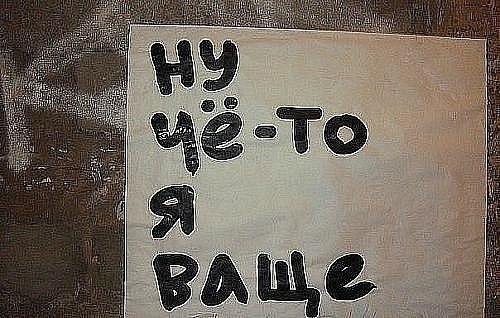 ну
чё-то
я
ваще